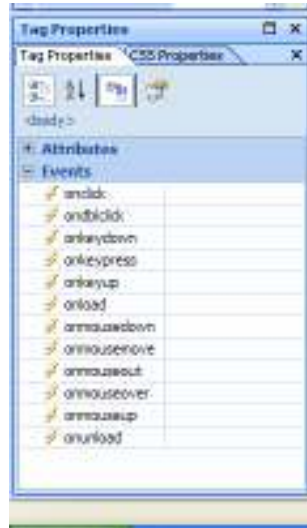 Tag Properties
Tag Properties CSS Properties
<body>
Attributes
Events
onclick
ondblclick
onkeydown
onkeypress
onkeyup
onload
onmousedown
onmousemove
onmouseout
onmouseover
onmouseup
onunload